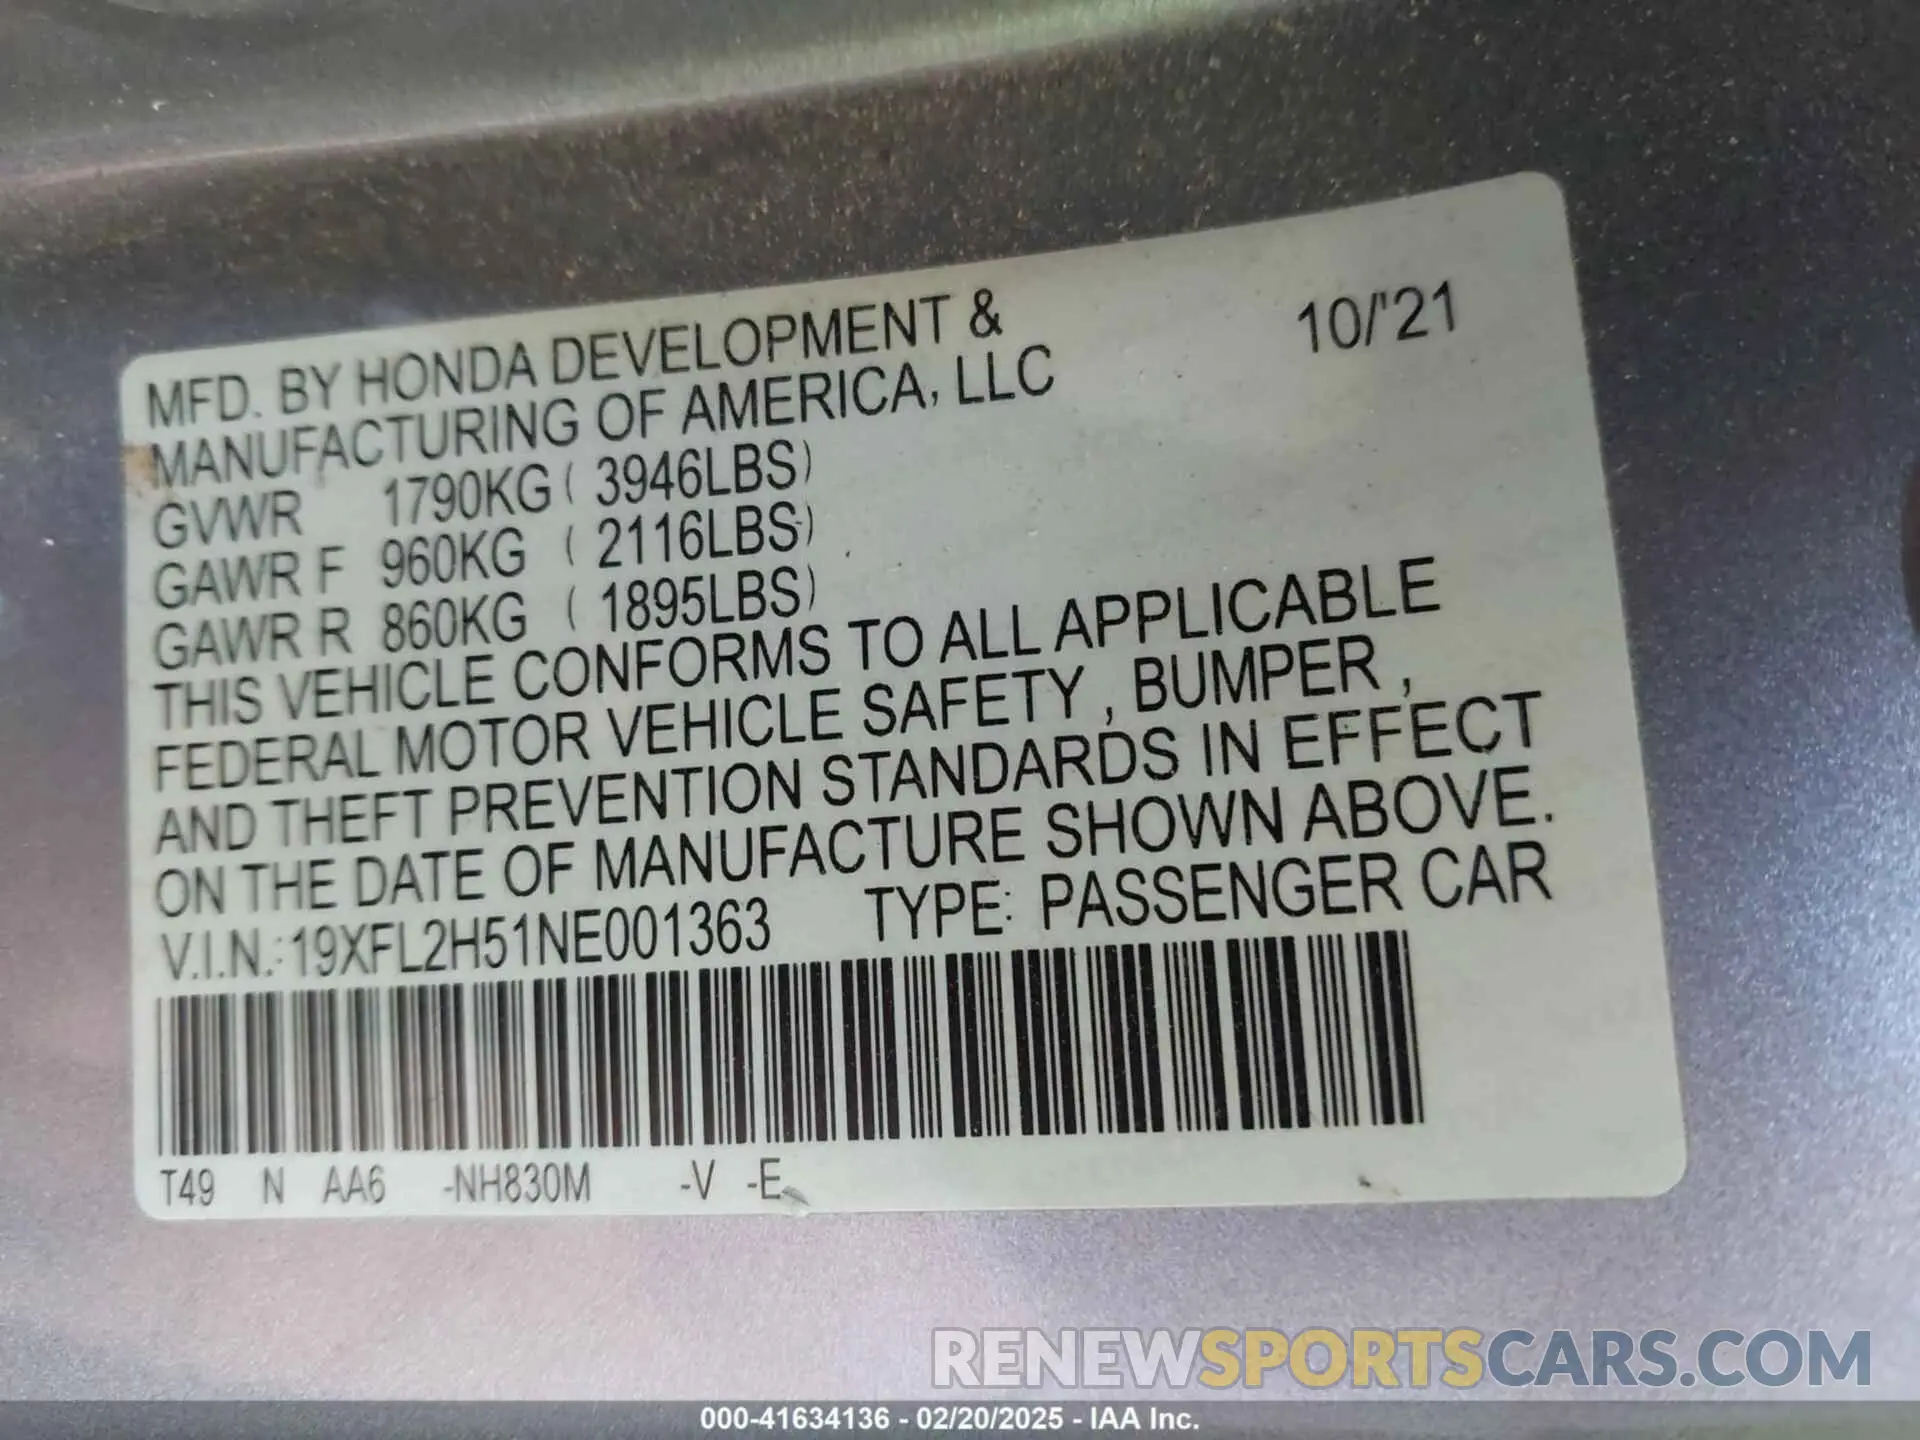 MFD. BY HONDA DEVELOPMENT & 10/'21
MANUFACTURING OF AMERICA, LLC
GVWR 1790KG ( 3946LBS)
GAWR F 960KG ( 2116LBS)
GAWR R 860KG ( 1895LBS)
THIS VEHICLE CONFORMS TO ALL APPLICABLE
FEDERAL MOTOR VEHICLE SAFETY , BUMPER ,
AND THEFT PREVENTION STANDARDS IN EFFECT
ON THE DATE OF MANUFACTURE SHOWN ABOVE.
V.I.N.: 19XFL2H51NE001363 TYPE: PASSENGER CAR
T49 N AA6 -NH830M -V -E
RENEWSPORTSCARS.COM
000-41634136 - 02/20/2025 - IAA Inc.